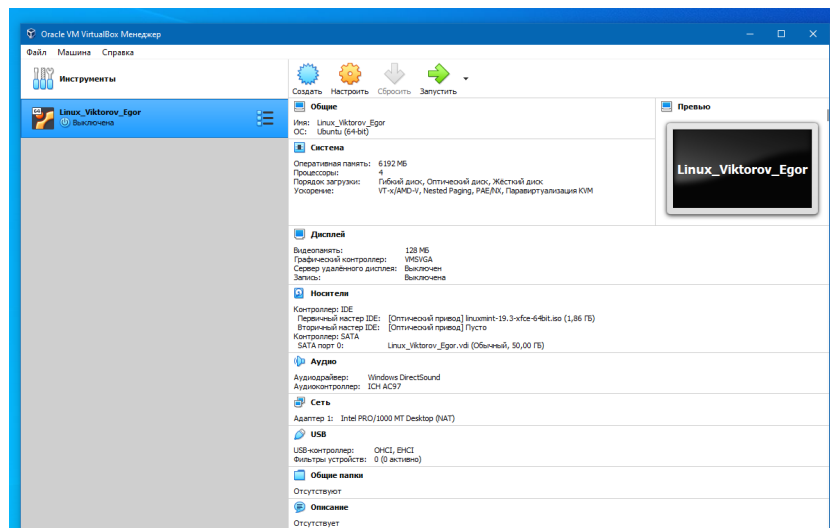 Oracle VM VirtualBox Менеджер
Файл Машина Справка
Инструменты
Создать Настроить Сбросить Запустить
64 Linux_Viktorov_Egor
Выключена
Общие
Имя: Linux_Viktorov_Egor
ОС: Ubuntu (64-bit)
Превью
Linux_Viktorov_Egor
Система
Оперативная память: 6192 МБ
Процессоры: 4
Порядок загрузки: Гибкий диск, Оптический диск, Жёсткий диск
Ускорение: VT-x/AMD-V, Nested Paging, PAE/NX, Паравиртуализация KVM
Дисплей
Видеопамять: 128 МБ
Графический контроллер: VMSVGA
Сервер удалённого дисплея: Выключен
Запись: Выключена
Носители
Контроллер: IDE
Первичный мастер IDE: [Оптический привод] linuxmint-19.3-xfce-64bit.iso (1,86 ГБ)
Вторичный мастер IDE: [Оптический привод] Пусто
Контроллер: SATA
SATA порт 0: Linux_Viktorov_Egor.vdi (Обычный, 50,00 ГБ)
Аудио
Аудиодрайвер: Windows DirectSound
Аудиоконтроллер: ICH AC97
Сеть
Адаптер 1: Intel PRO/1000 MT Desktop (NAT)
USB
USB-контроллер: OHCI, EHCI
Фильтры устройств: 0 (0 активно)
Общие папки
Отсутствуют
Описание
Отсутствует